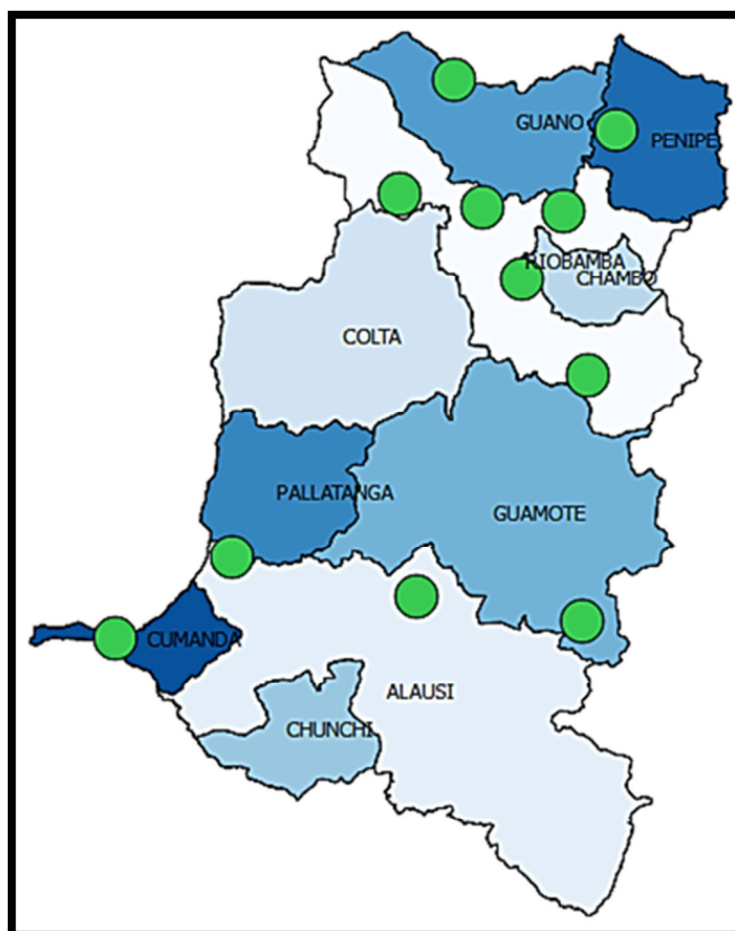 GUANO
PENIPE
RIOBAMBA
CHAMBO
COLTA
PALLATANGA
GUAMOTE
CUMANDA
ALAUSI
CHUNCHI